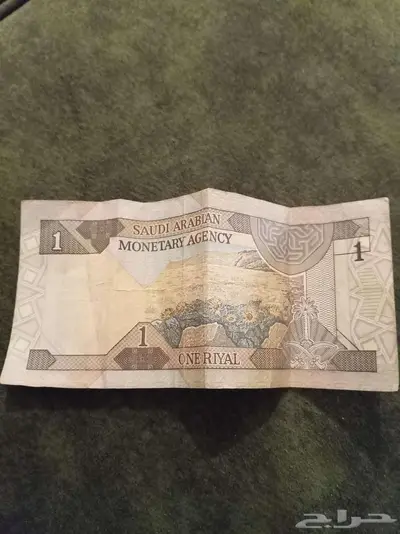 SAUDI ARABIAN
MONETARY AGENCY
1
1
1
ONE RIYAL
حراج